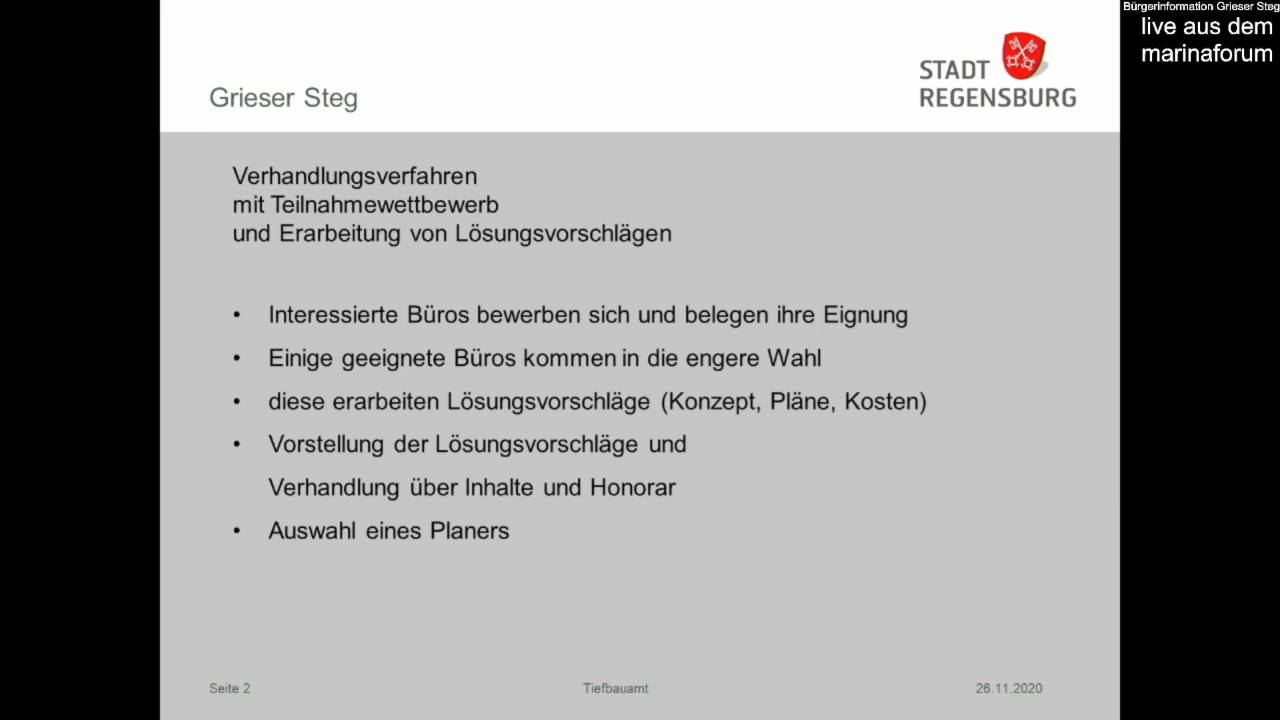 Bürgerinformation Grieser Steg
live aus dem
marinaforum
STADT
REGENSBURG
Grieser Steg
Verhandlungsverfahren
mit Teilnahmewettbewerb
und Erarbeitung von Lösungsvorschlägen
• Interessierte Büros bewerben sich und belegen ihre Eignung
• Einige geeignete Büros kommen in die engere Wahl
• diese erarbeiten Lösungsvorschläge (Konzept, Pläne, Kosten)
• Vorstellung der Lösungsvorschläge und
Verhandlung über Inhalte und Honorar
• Auswahl eines Planers
Seite 2
Tiefbauamt
26.11.2020